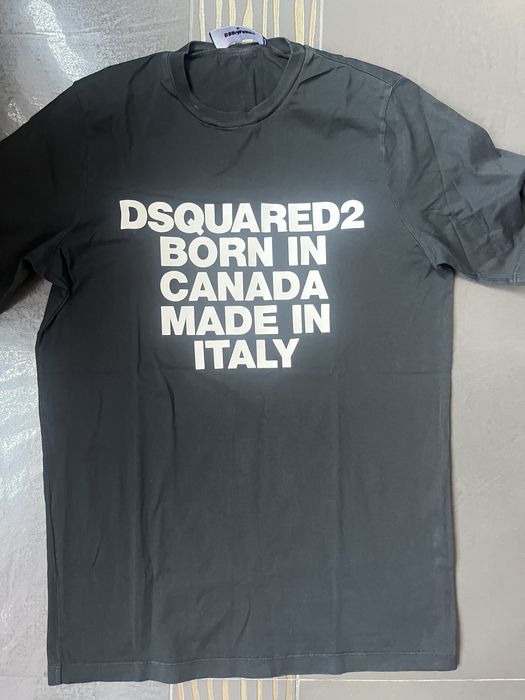 DSQUARED2
BORN IN
CANADA
MADE IN
ITALY